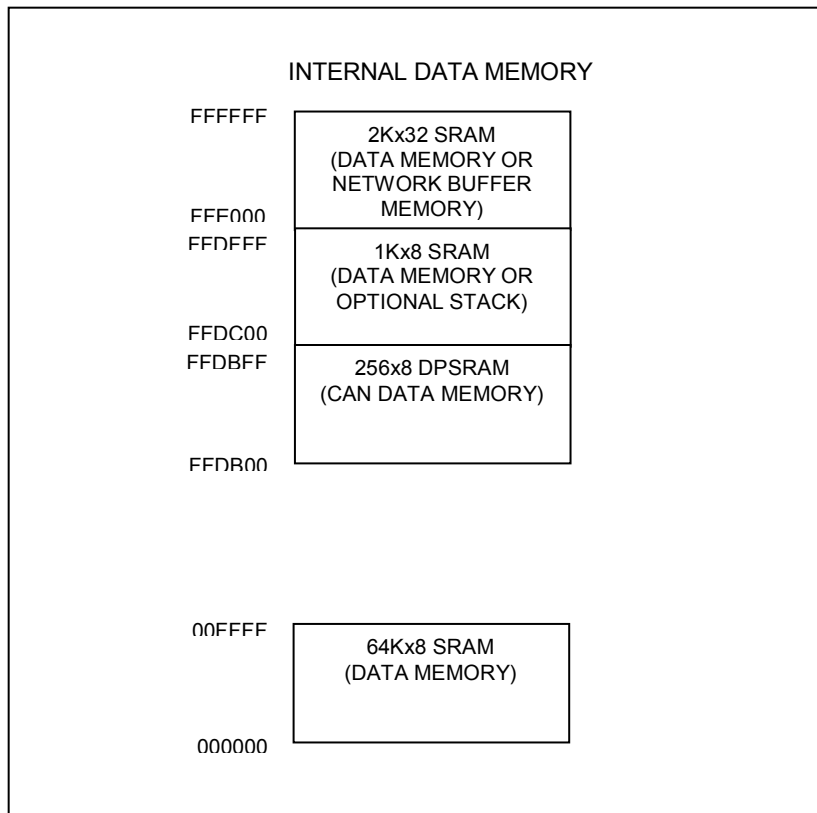 INTERNAL DATA MEMORY
FFFFFF
2Kx32 SRAM
(DATA MEMORY OR
NETWORK BUFFER
MEMORY)
FFE000
FFDFFF
1Kx8 SRAM
(DATA MEMORY OR
OPTIONAL STACK)
FFDC00
FFDBFF
256x8 DPSRAM
(CAN DATA MEMORY)
FFDB00
00FFFF
64Kx8 SRAM
(DATA MEMORY)
000000